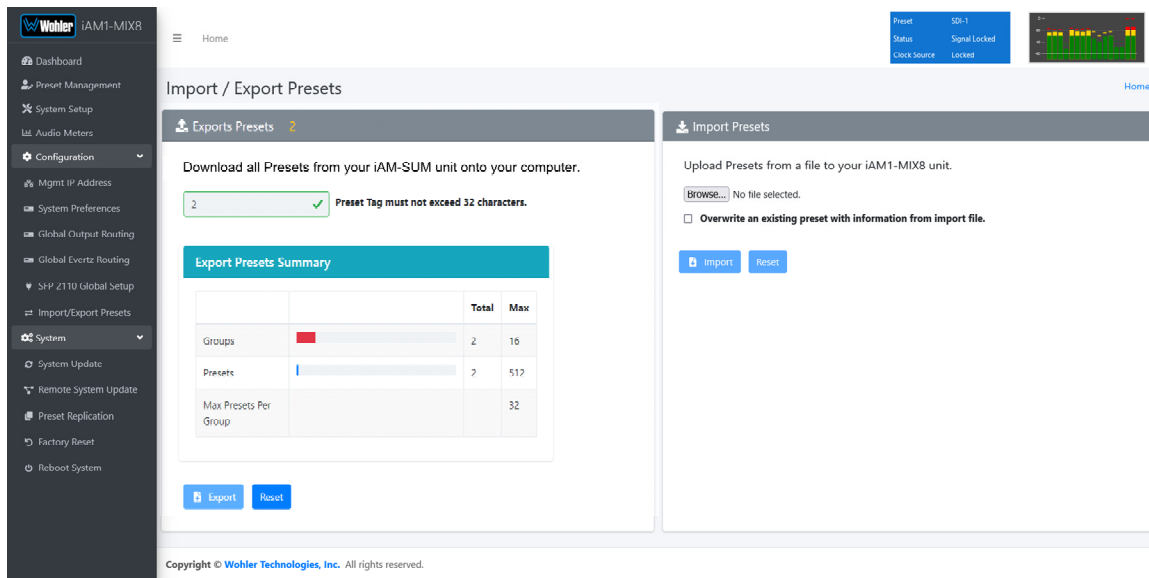 Wohler iAM1-MIX8
Dashboard
Preset Management
System Setup
Audio Meters
Configuration
Mgmt IP Address
System Preferences
Global Output Routing
Global Evertz Routing
SFP 2110 Global Setup
Import/Export Presets
System
System Update
Remote System Update
Preset Replication
Factory Reset
Reboot System
Home
Preset SDI-1
Status Signal Locked
Clock Source Locked
Import / Export Presets
Home
Exports Presets 2
Download all Presets from your iAM-SUM unit onto your computer.
2 Preset Tag must not exceed 32 characters.
Export Presets Summary
Total Max
Groups 2 16
Presets 2 512
Max Presets Per 32
Group
Export Reset
Import Presets
Upload Presets from a file to your iAM1-MIX8 unit.
Browse... No file selected.
Overwrite an existing preset with information from import file.
Import Reset
Copyright © Wohler Technologies, Inc. All rights reserved.